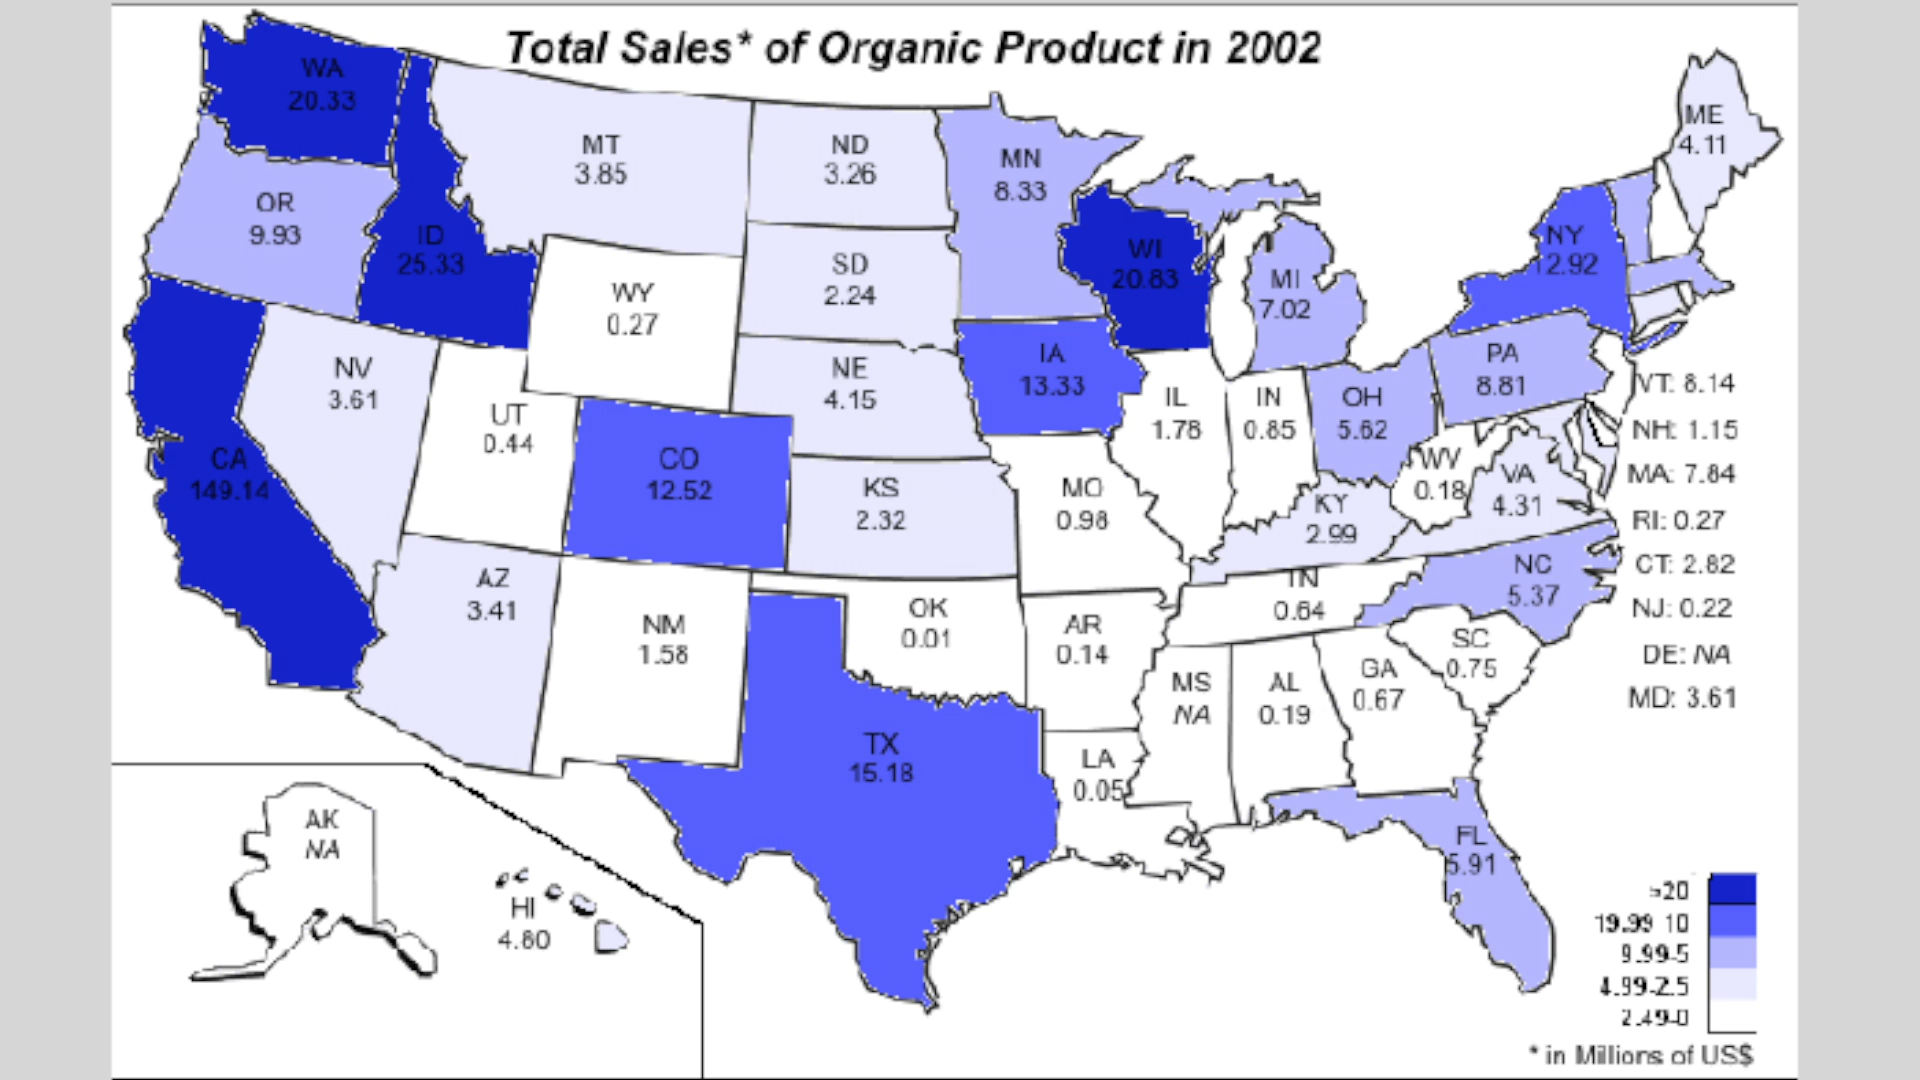 Total Sales* of Organic Product in 2002
WA
20.33
OR
9.93
ID
25.33
MT
3.85
ND
3.26
MN
8.33
WI
20.83
MI
7.02
NY
12.92
ME
4.11
SD
2.24
WY
0.27
NV
3.61
UT
0.44
CA
149.14
CO
12.52
NE
4.15
IA
13.33
IL
1.78
IN
0.85
OH
5.62
PA
8.81
KS
2.32
MO
0.98
KY
2.99
WV
0.18
VA
4.31
NC
5.37
TN
0.64
SC
0.75
AZ
3.41
NM
1.58
OK
0.01
AR
0.14
MS
NA
AL
0.19
GA
0.67
TX
15.18
LA
0.05
FL
5.91
AK
NA
HI
4.80
VT: 8.14
NH: 1.15
MA: 7.84
RI: 0.27
CT: 2.82
NJ: 0.22
DE: NA
MD: 3.61
>20
19.99 10
9.99-5
4.99-2.5
2.49-0
* in Millions of US$